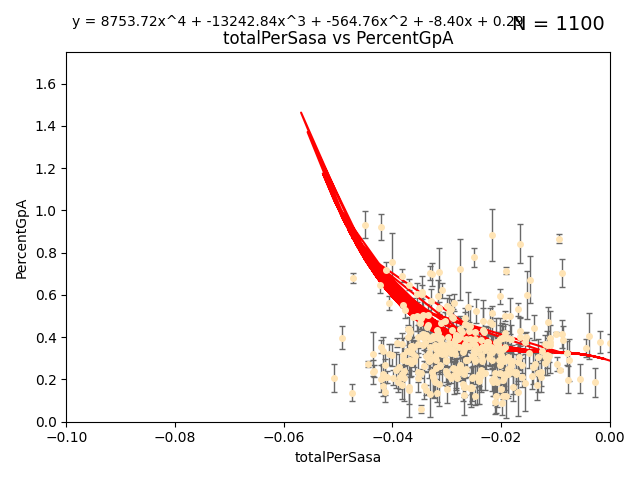 y = 8753.72x^4 + -13242.84x^3 + -564.76x^2 + -8.40x + 0.29
N = 1100
totalPerSasa vs PercentGpA
1.6
1.4
1.2
1.0
0.8
0.6
0.4
0.2
0.0
PercentGpA
−0.10 −0.08 −0.06 −0.04 −0.02 0.00
totalPerSasa